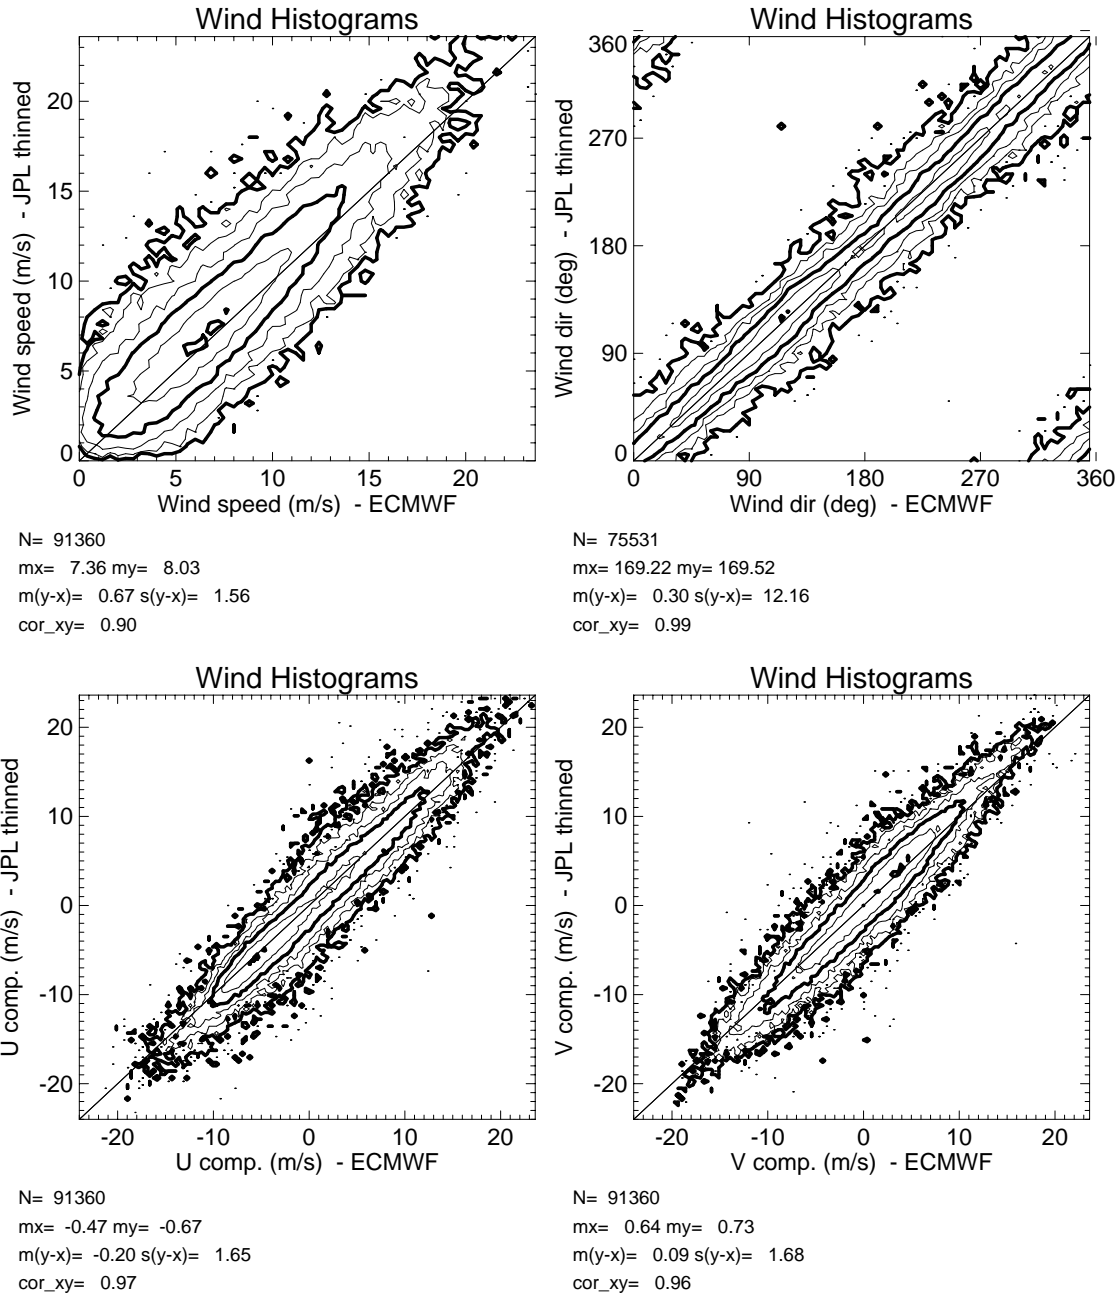 Wind Histograms
Wind speed (m/s)  - JPL thinned
20
15
10
5
0
0 5 10 15 20
Wind speed (m/s)  - ECMWF
N=  91360
mx=   7.36 my=   8.03
m(y-x)=   0.67 s(y-x)=   1.56
cor_xy=   0.90
Wind Histograms
Wind dir (deg)  - JPL thinned
360
270
180
90
0
0 90 180 270 360
Wind dir (deg)  - ECMWF
N=  75531
mx= 169.22 my= 169.52
m(y-x)=   0.30 s(y-x)=  12.16
cor_xy=   0.99
Wind Histograms
U comp. (m/s)  - JPL thinned
20
10
0
-10
-20
-20 -10 0 10 20
U comp. (m/s)  - ECMWF
N=  91360
mx=  -0.47 my=  -0.67
m(y-x)=  -0.20 s(y-x)=   1.65
cor_xy=   0.97
Wind Histograms
V comp. (m/s)  - JPL thinned
20
10
0
-10
-20
-20 -10 0 10 20
V comp. (m/s)  - ECMWF
N=  91360
mx=   0.64 my=   0.73
m(y-x)=   0.09 s(y-x)=   1.68
cor_xy=   0.96